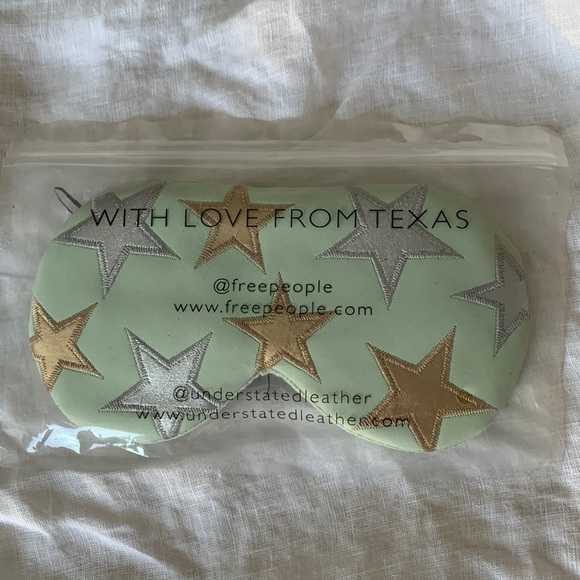 WITH LOVE FROM TEXAS
@freepeople
www.freepeople.com
@understatedleather
www.understatedleather.com